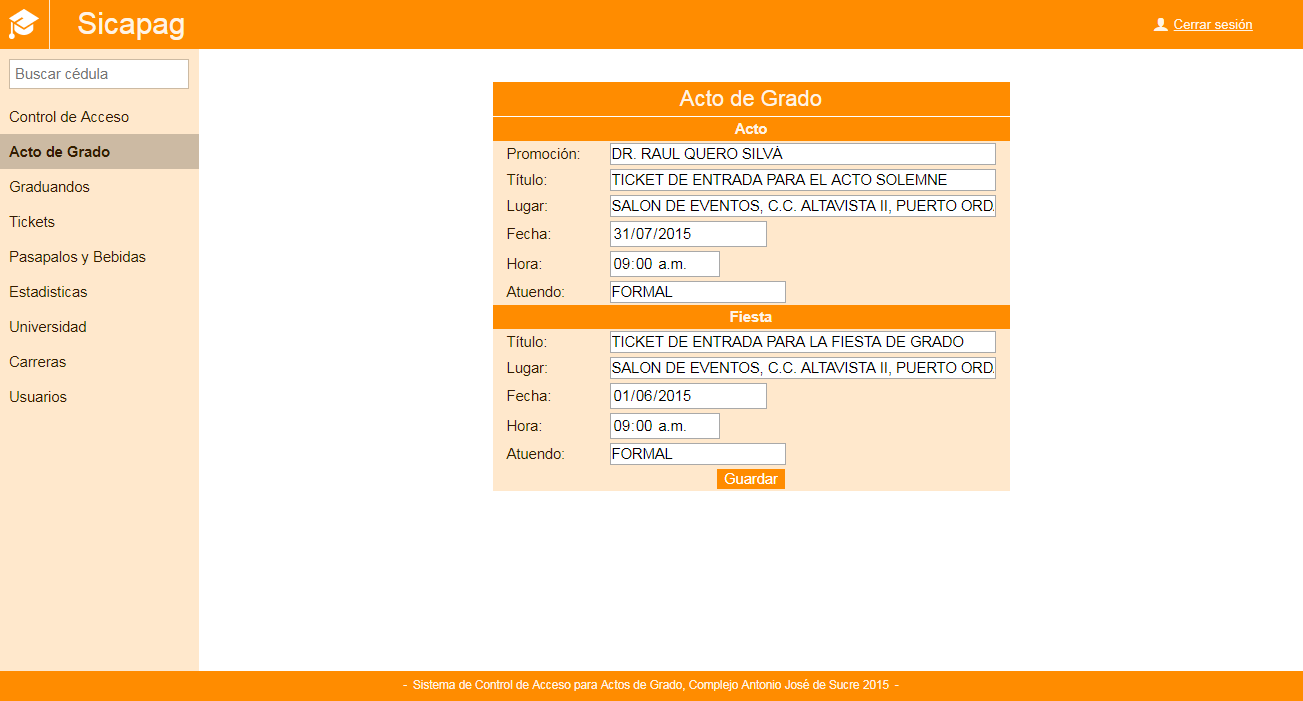 Sicapag
Cerrar sesión
Buscar cédula
Control de Acceso
Acto de Grado
Graduandos
Tickets
Pasapalos y Bebidas
Estadisticas
Universidad
Carreras
Usuarios
Acto de Grado
Acto
Promoción: DR. RAUL QUERO SILVÁ
Título: TICKET DE ENTRADA PARA EL ACTO SOLEMNE
Lugar: SALON DE EVENTOS, C.C. ALTAVISTA II, PUERTO ORD
Fecha: 31/07/2015
Hora: 09:00 a.m.
Atuendo: FORMAL
Fiesta
Título: TICKET DE ENTRADA PARA LA FIESTA DE GRADO
Lugar: SALON DE EVENTOS, C.C. ALTAVISTA II, PUERTO ORD
Fecha: 01/06/2015
Hora: 09:00 a.m.
Atuendo: FORMAL
Guardar
- Sistema de Control de Acceso para Actos de Grado, Complejo Antonio José de Sucre 2015 -